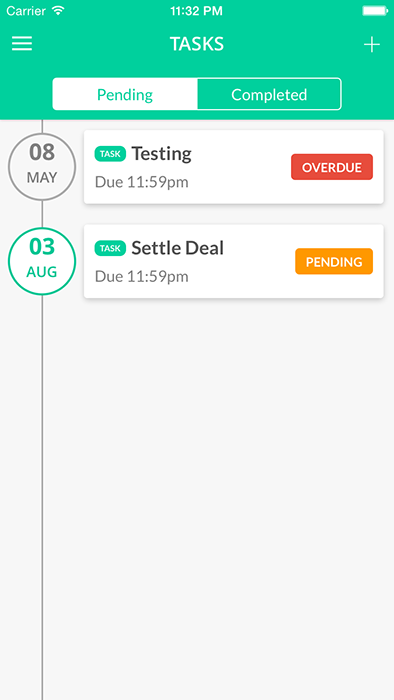 Carrier 11:32 PM
TASKS
Pending Completed
08
MAY
TASK Testing
Due 11:59pm
OVERDUE
03
AUG
TASK Settle Deal
Due 11:59pm
PENDING